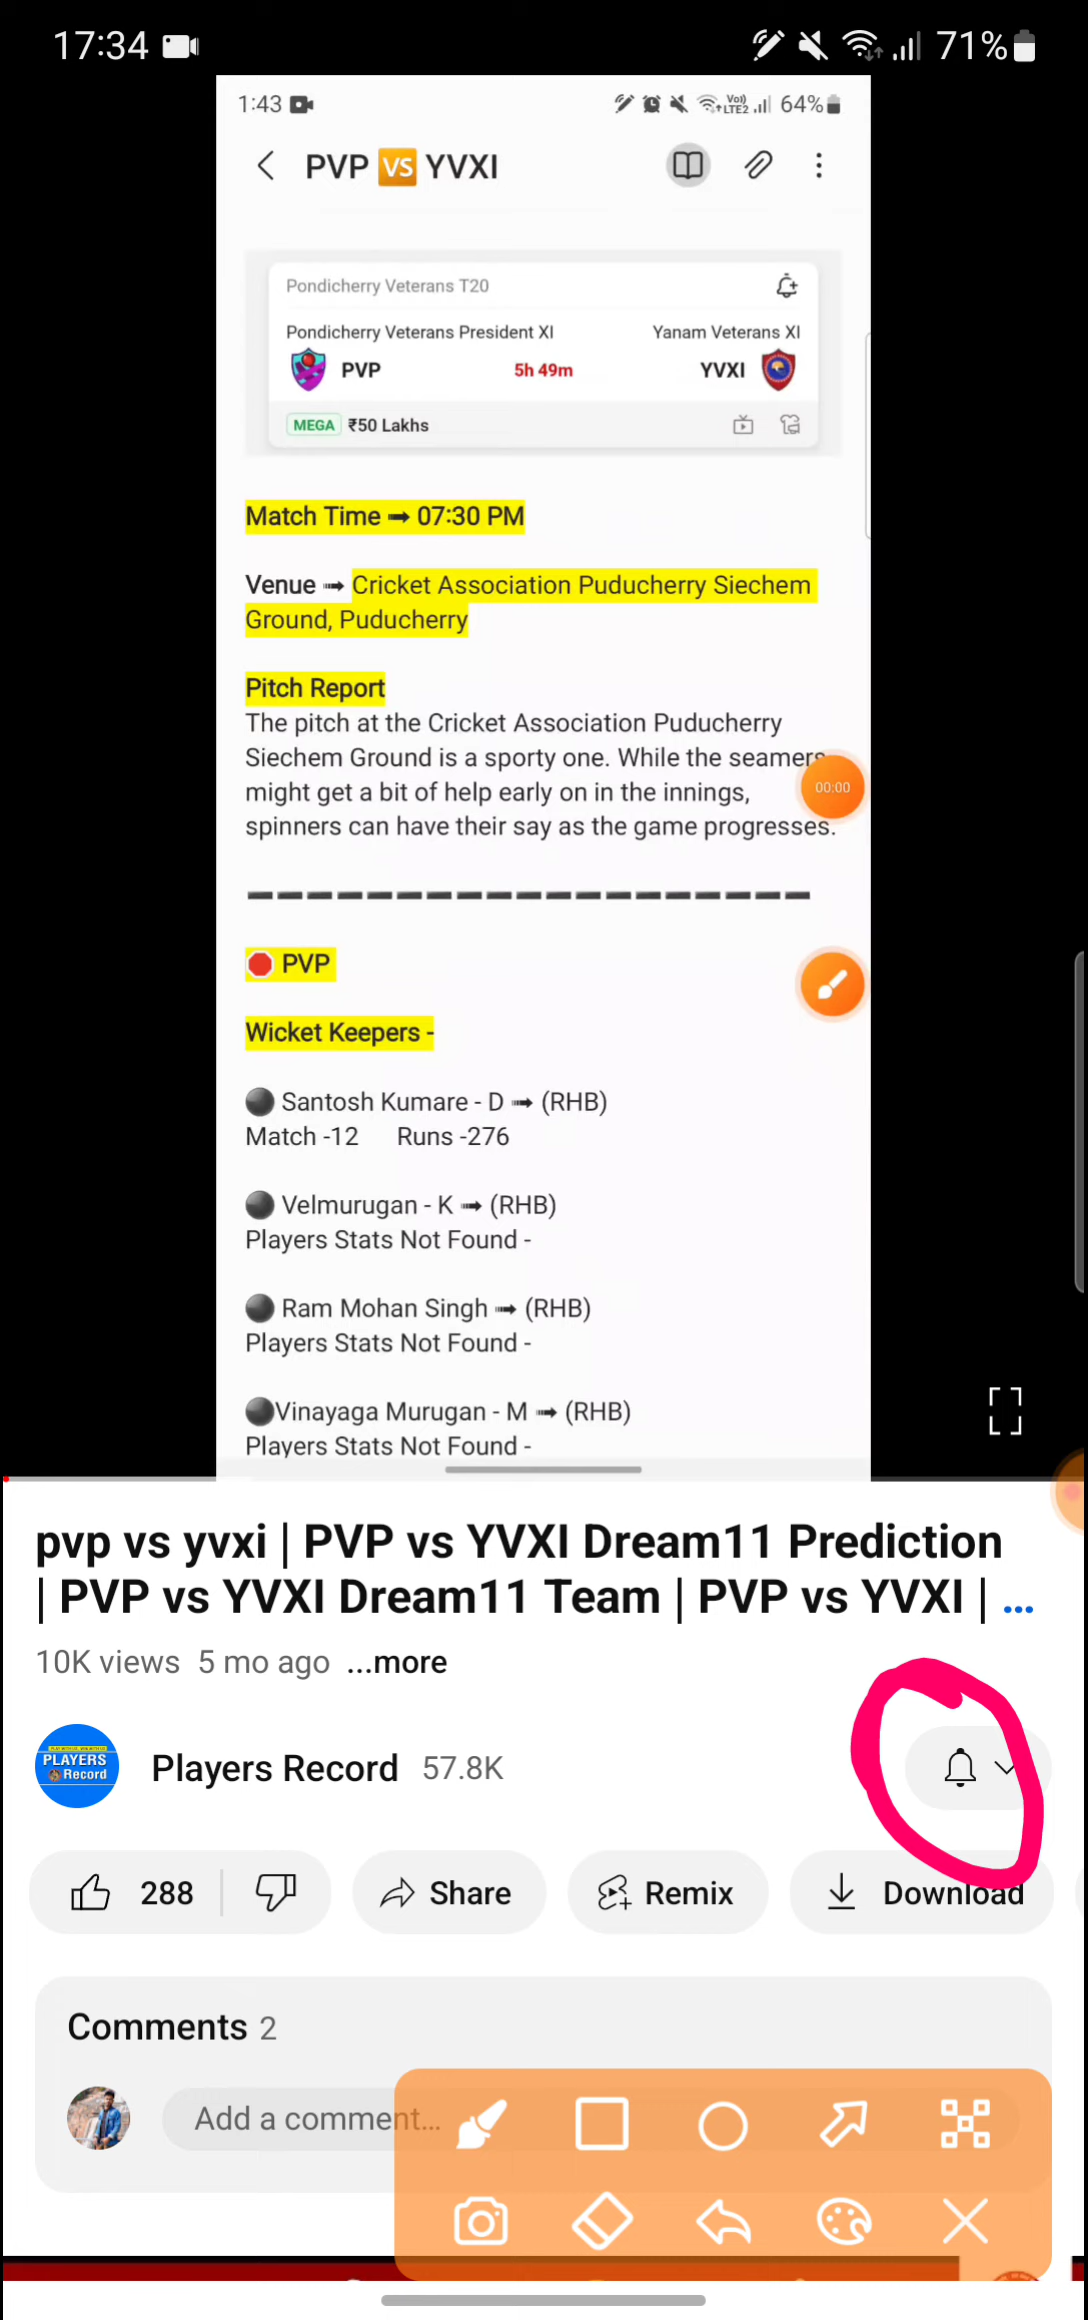 17:34
71%
1:43
Vo))
LTE2
64%
PVP VS YVXI
Pondicherry Veterans T20
Pondicherry Veterans President XI
Yanam Veterans XI
PVP
5h 49m
YVXI
MEGA ₹50 Lakhs
Match Time ➟ 07:30 PM
Venue ➟ Cricket Association Puducherry Siechem
Ground, Puducherry
Pitch Report
The pitch at the Cricket Association Puducherry
Siechem Ground is a sporty one. While the seamers
might get a bit of help early on in the innings,
spinners can have their say as the game progresses.
00:00
PVP
Wicket Keepers -
Santosh Kumare - D ➟ (RHB)
Match -12 Runs -276
Velmurugan - K ➟ (RHB)
Players Stats Not Found -
Ram Mohan Singh ➟ (RHB)
Players Stats Not Found -
Vinayaga Murugan - M ➟ (RHB)
Players Stats Not Found -
pvp vs yvxi | PVP vs YVXI Dream11 Prediction
| PVP vs YVXI Dream11 Team | PVP vs YVXI | ...
10K views 5 mo ago ...more
PLAYERS
Record
Players Record 57.8K
288
Share
Remix
Download
Comments 2
Add a comment...